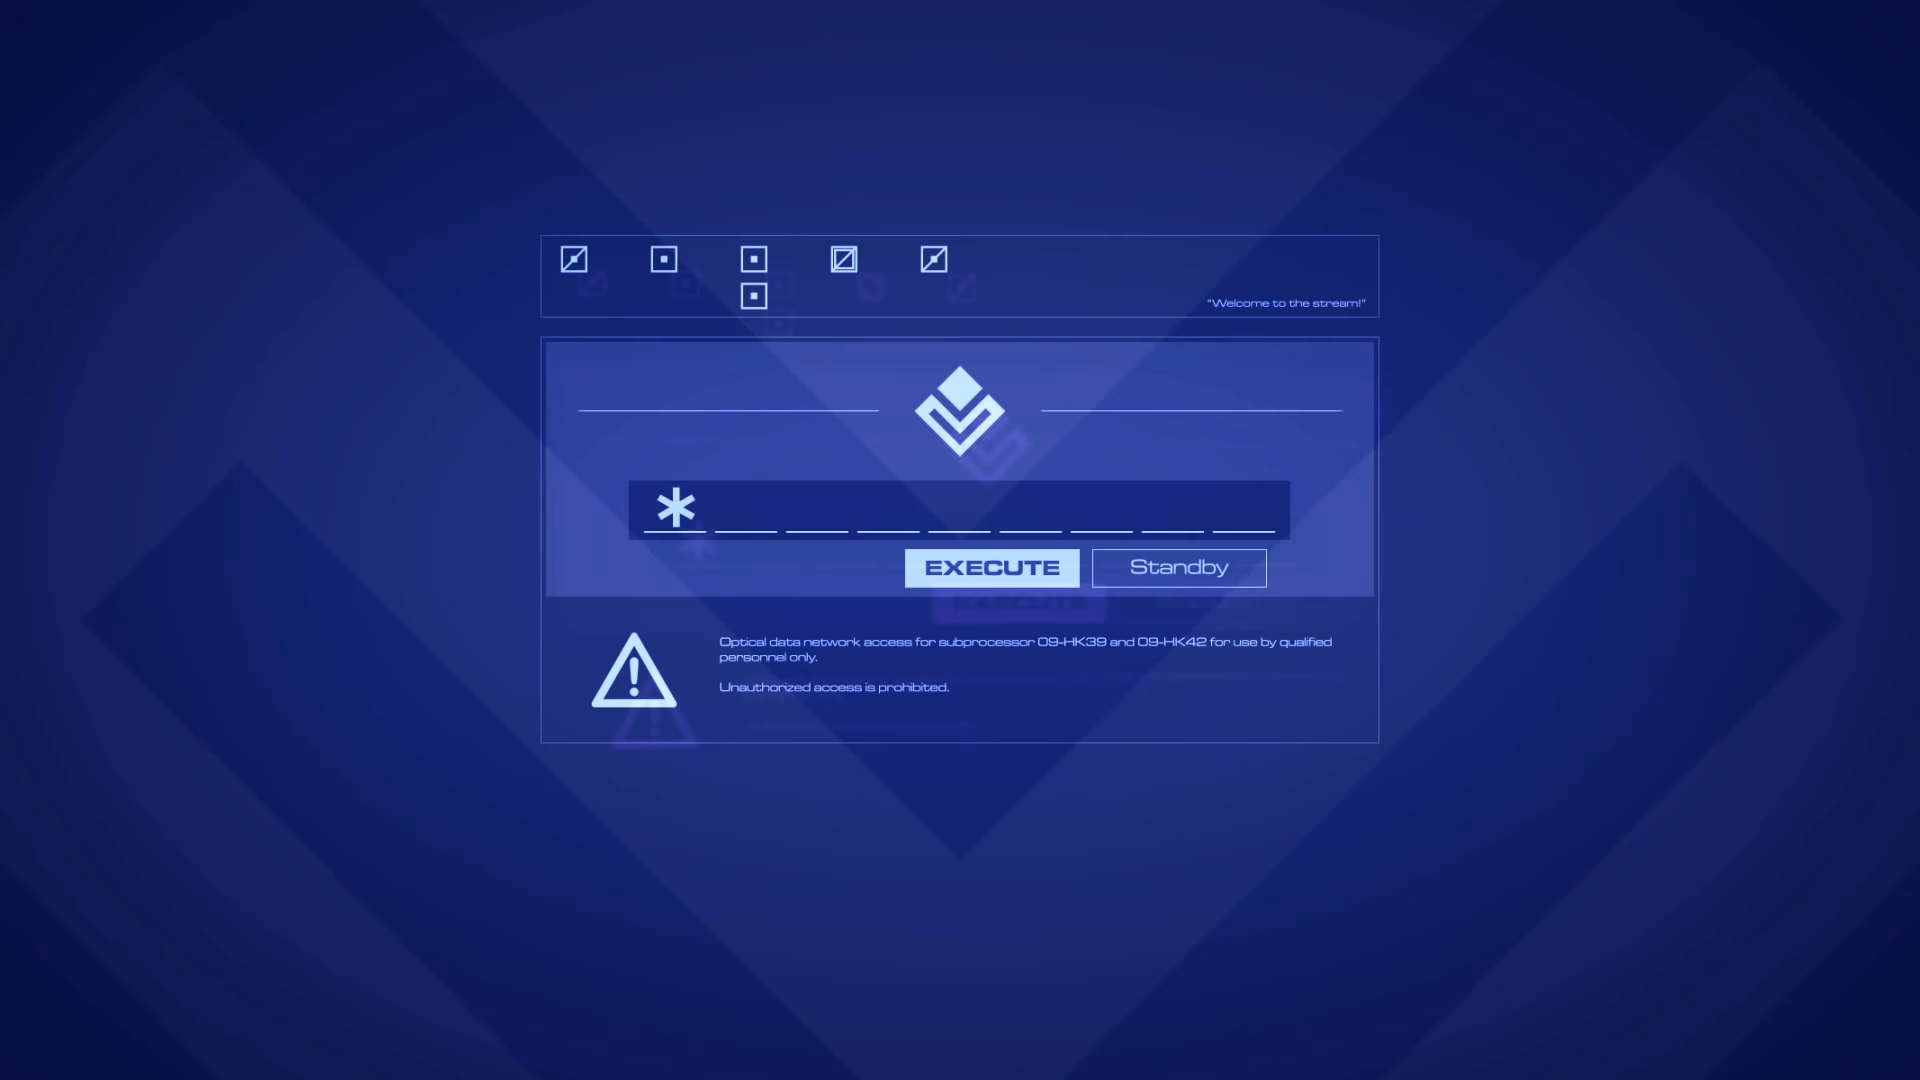 "Welcome to the stream!"
*
EXECUTE Standby
Optical data network access for subprocessor 09-HK39 and 09-HK42 for use by qualified
personnel only.
Unauthorized access is prohibited.